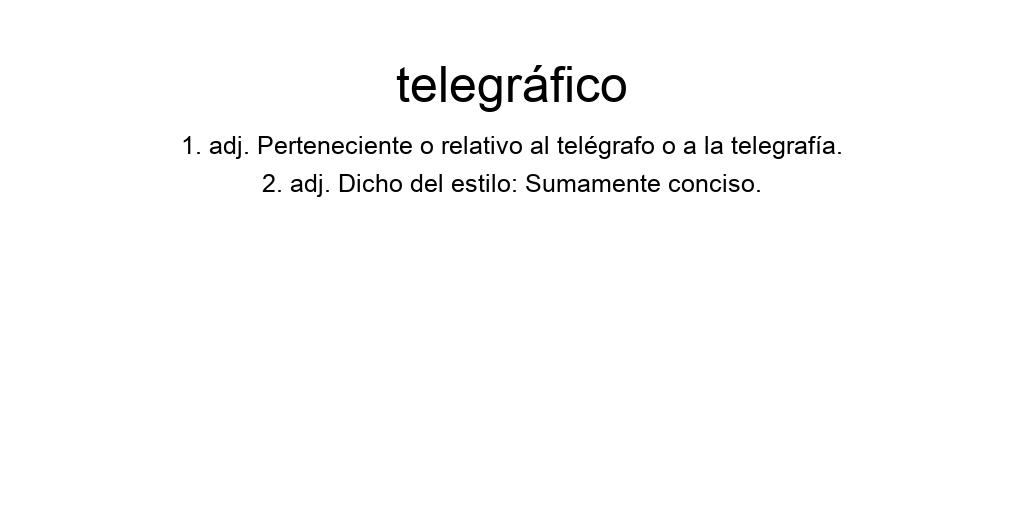 telegráfico
1. adj. Perteneciente o relativo al telégrafo o a la telegrafía.
2. adj. Dicho del estilo: Sumamente conciso.